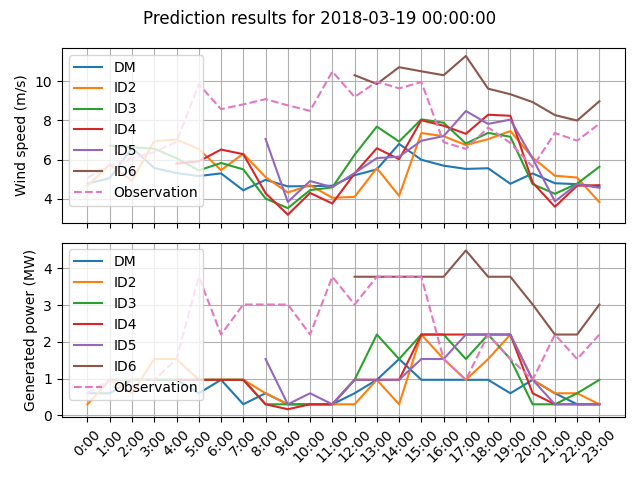 Prediction results for 2018-03-19 00:00:00
Wind speed (m/s)
10
8
6
4
DM
ID2
ID3
ID4
ID5
ID6
Observation
Generated power (MW)
4
3
2
1
0
DM
ID2
ID3
ID4
ID5
ID6
Observation
0:00 1:00 2:00 3:00 4:00 5:00 6:00 7:00 8:00 9:00 10:00 11:00 12:00 13:00 14:00 15:00 16:00 17:00 18:00 19:00 20:00 21:00 22:00 23:00